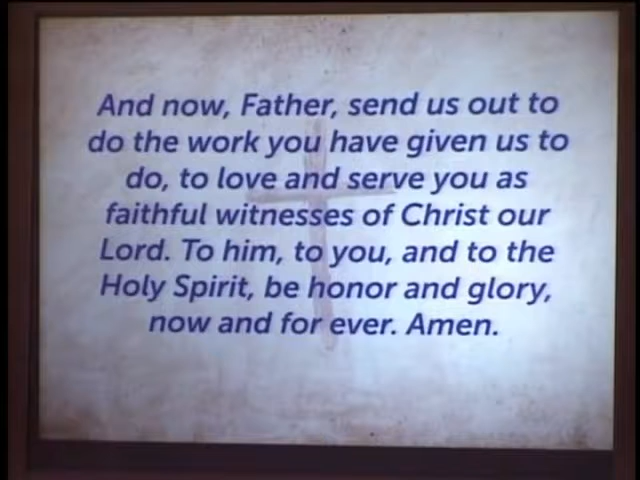 And now, Father, send us out to
do the work you have given us to
do, to love and serve you as
faithful witnesses of Christ our
Lord. To him, to you, and to the
Holy Spirit, be honor and glory,
now and for ever. Amen.